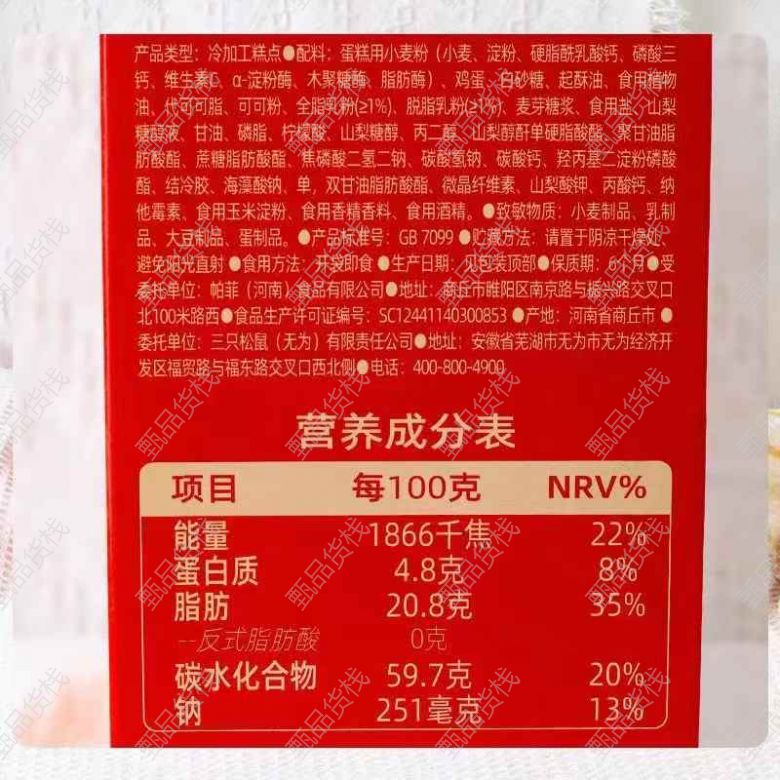 产品类型：冷加工糕点●配料：蛋糕用小麦粉（小麦、淀粉、硬脂酰乳酸钙、磷酸三
钙、维生素C、α-淀粉酶、木聚糖酶、脂肪酶）、鸡蛋、白砂糖、起酥油、食用植物
油、代可可脂、可可粉、全脂乳粉(≥1%)、脱脂乳粉(≥1%)、麦芽糖浆、食用盐、山梨
糖醇液、甘油、磷脂、柠檬酸、山梨糖醇、丙二醇、山梨醇酐单硬脂酸酯、聚甘油脂
肪酸酯、蔗糖脂肪酸酯、焦磷酸二氢二钠、碳酸氢钠、碳酸钙、羟丙基二淀粉磷酸
酯、结冷胶、海藻酸钠、单，双甘油脂肪酸酯、微晶纤维素、山梨酸钾、丙酸钙、纳
他霉素、食用玉米淀粉、食用香精香料、食用酒精。●致敏物质：小麦制品、乳制
品、大豆制品、蛋制品。●产品标准号：GB 7099 ●贮藏方法：请置于阴凉干燥处、
避免阳光直射 ●食用方法：开袋即食 ●生产日期：见包装顶部●保质期：月●受
委托单位：帕菲（河南）食品有限公司●地址：商丘市睢阳区南京路与振兴路交叉口
北100米路西●食品生产许可证编号：SC12441140300853 ●产地：河南省商丘市 ●
委托单位：三只松鼠（无为）有限责任公司●地址：安徽省芜湖市无为市无为经济开
发区福贸路与福东路交叉口西北侧●电话：400-800-4900
营养成分表
项目 每100克 NRV%
能量 1866千焦 22%
蛋白质 4.8克 8%
脂肪 20.8克 35%
--反式脂肪酸 0克
碳水化合物 59.7克 20%
钠 251毫克 13%
甄品货栈